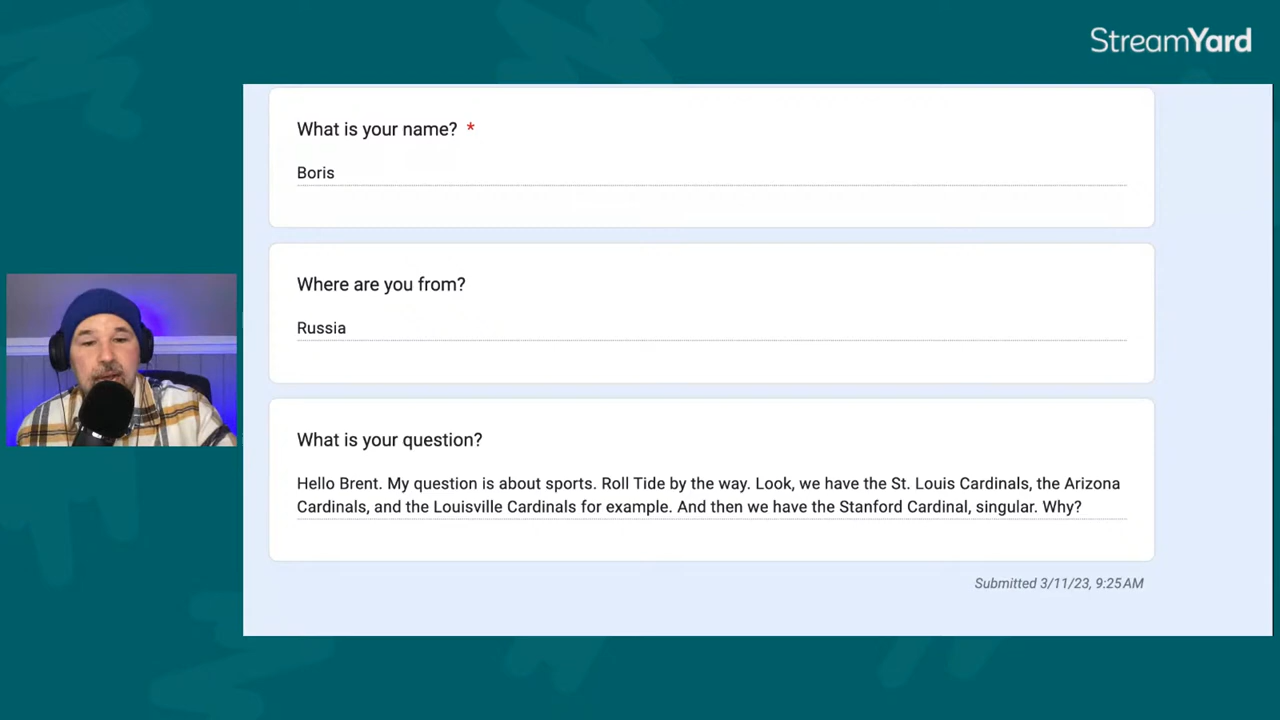 StreamYard
What is your name? *
Boris
Where are you from?
Russia
What is your question?
Hello Brent. My question is about sports. Roll Tide by the way. Look, we have the St. Louis Cardinals, the Arizona
Cardinals, and the Louisville Cardinals for example. And then we have the Stanford Cardinal, singular. Why?
Submitted 3/11/23, 9:25 AM